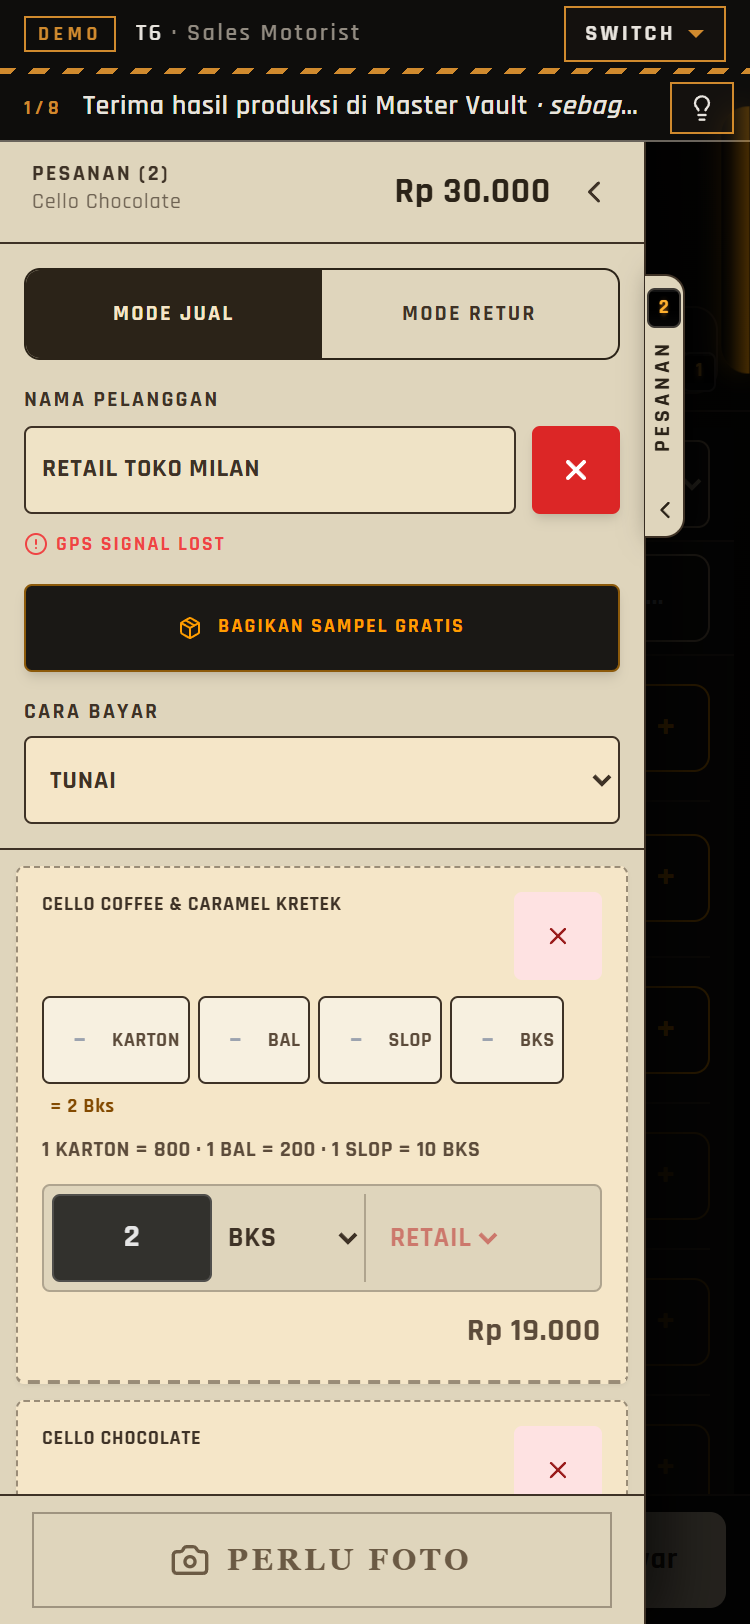 DEMO T6 · Sales Motorist SWITCH
1/8 Terima hasil produksi di Master Vault · sebag...
PESANAN (2)
Cello Chocolate
Rp 30.000
2
PESANAN
1
MODE JUAL MODE RETUR
NAMA PELANGGAN
RETAIL TOKO MILAN
GPS SIGNAL LOST
BAGIKAN SAMPEL GRATIS
CARA BAYAR
TUNAI
CELLO COFFEE & CARAMEL KRETEK
– KARTON – BAL – SLOP – BKS
= 2 Bks
1 KARTON = 800 · 1 BAL = 200 · 1 SLOP = 10 BKS
2 BKS RETAIL
Rp 19.000
CELLO CHOCOLATE
PERLU FOTO